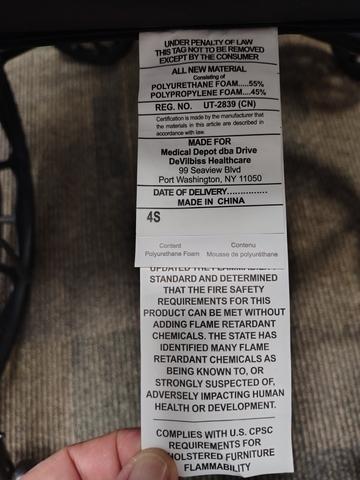 UNDER PENALTY OF LAW
THIS TAG NOT TO BE REMOVED
EXCEPT BY THE CONSUMER
ALL NEW MATERIAL
Consisting of
POLYURETHANE FOAM.....55%
POLYPROPYLENE FOAM....45%
REG. NO. UT-2839 (CN)
Certification is made by the manufacturer that
the materials in this article are described in
accordance with law.
MADE FOR
Medical Depot dba Drive
DeVilbiss Healthcare
99 Seaview Blvd
Port Washington, NY 11050
DATE OF DELIVERY...............
MADE IN CHINA
4S
Content Contenu
Polyurethane Foam Mousse de polyuréthane
UPDATED THE FLAMMABILITY
STANDARD AND DETERMINED
THAT THE FIRE SAFETY
REQUIREMENTS FOR THIS
PRODUCT CAN BE MET WITHOUT
ADDING FLAME RETARDANT
CHEMICALS. THE STATE HAS
IDENTIFIED MANY FLAME
RETARDANT CHEMICALS AS
BEING KNOWN TO, OR
STRONGLY SUSPECTED OF,
ADVERSELY IMPACTING HUMAN
HEALTH OR DEVELOPMENT.
COMPLIES WITH U.S. CPSC
REQUIREMENTS FOR
UPHOLSTERED FURNITURE
FLAMMABILITY